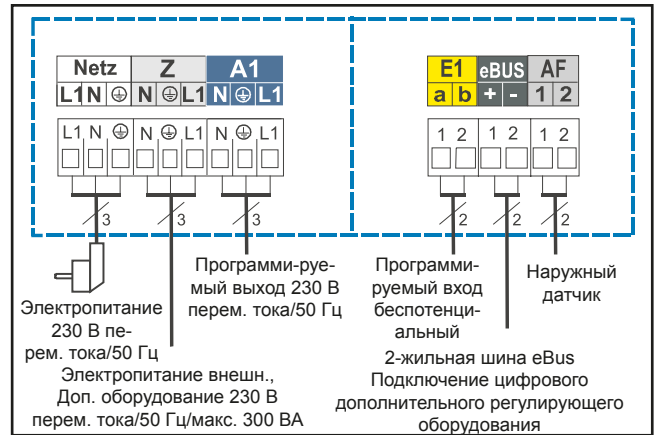 Netz Z A1 E1 eBUS AF
L1 N ⏚ N ⏚ L1 N ⏚ L1 a b + - 1 2
L1 N ⏚ N ⏚ L1 N ⏚ L1 1 2 1 2 1 2
3 3 3 2 2 2
Программи-руе-
мый выход 230 В
перем. тока/50 Гц
Программи-
руемый вход
беспотенци-
альный
Наружный
датчик
Электропитание
230 В пе-
рем. тока/50 Гц
Электропитание внешн.,
Доп. оборудование 230 В
перем. тока/50 Гц/макс. 300 ВА
2-жильная шина eBus
Подключение цифрового
дополнительного регулирующего
оборудования